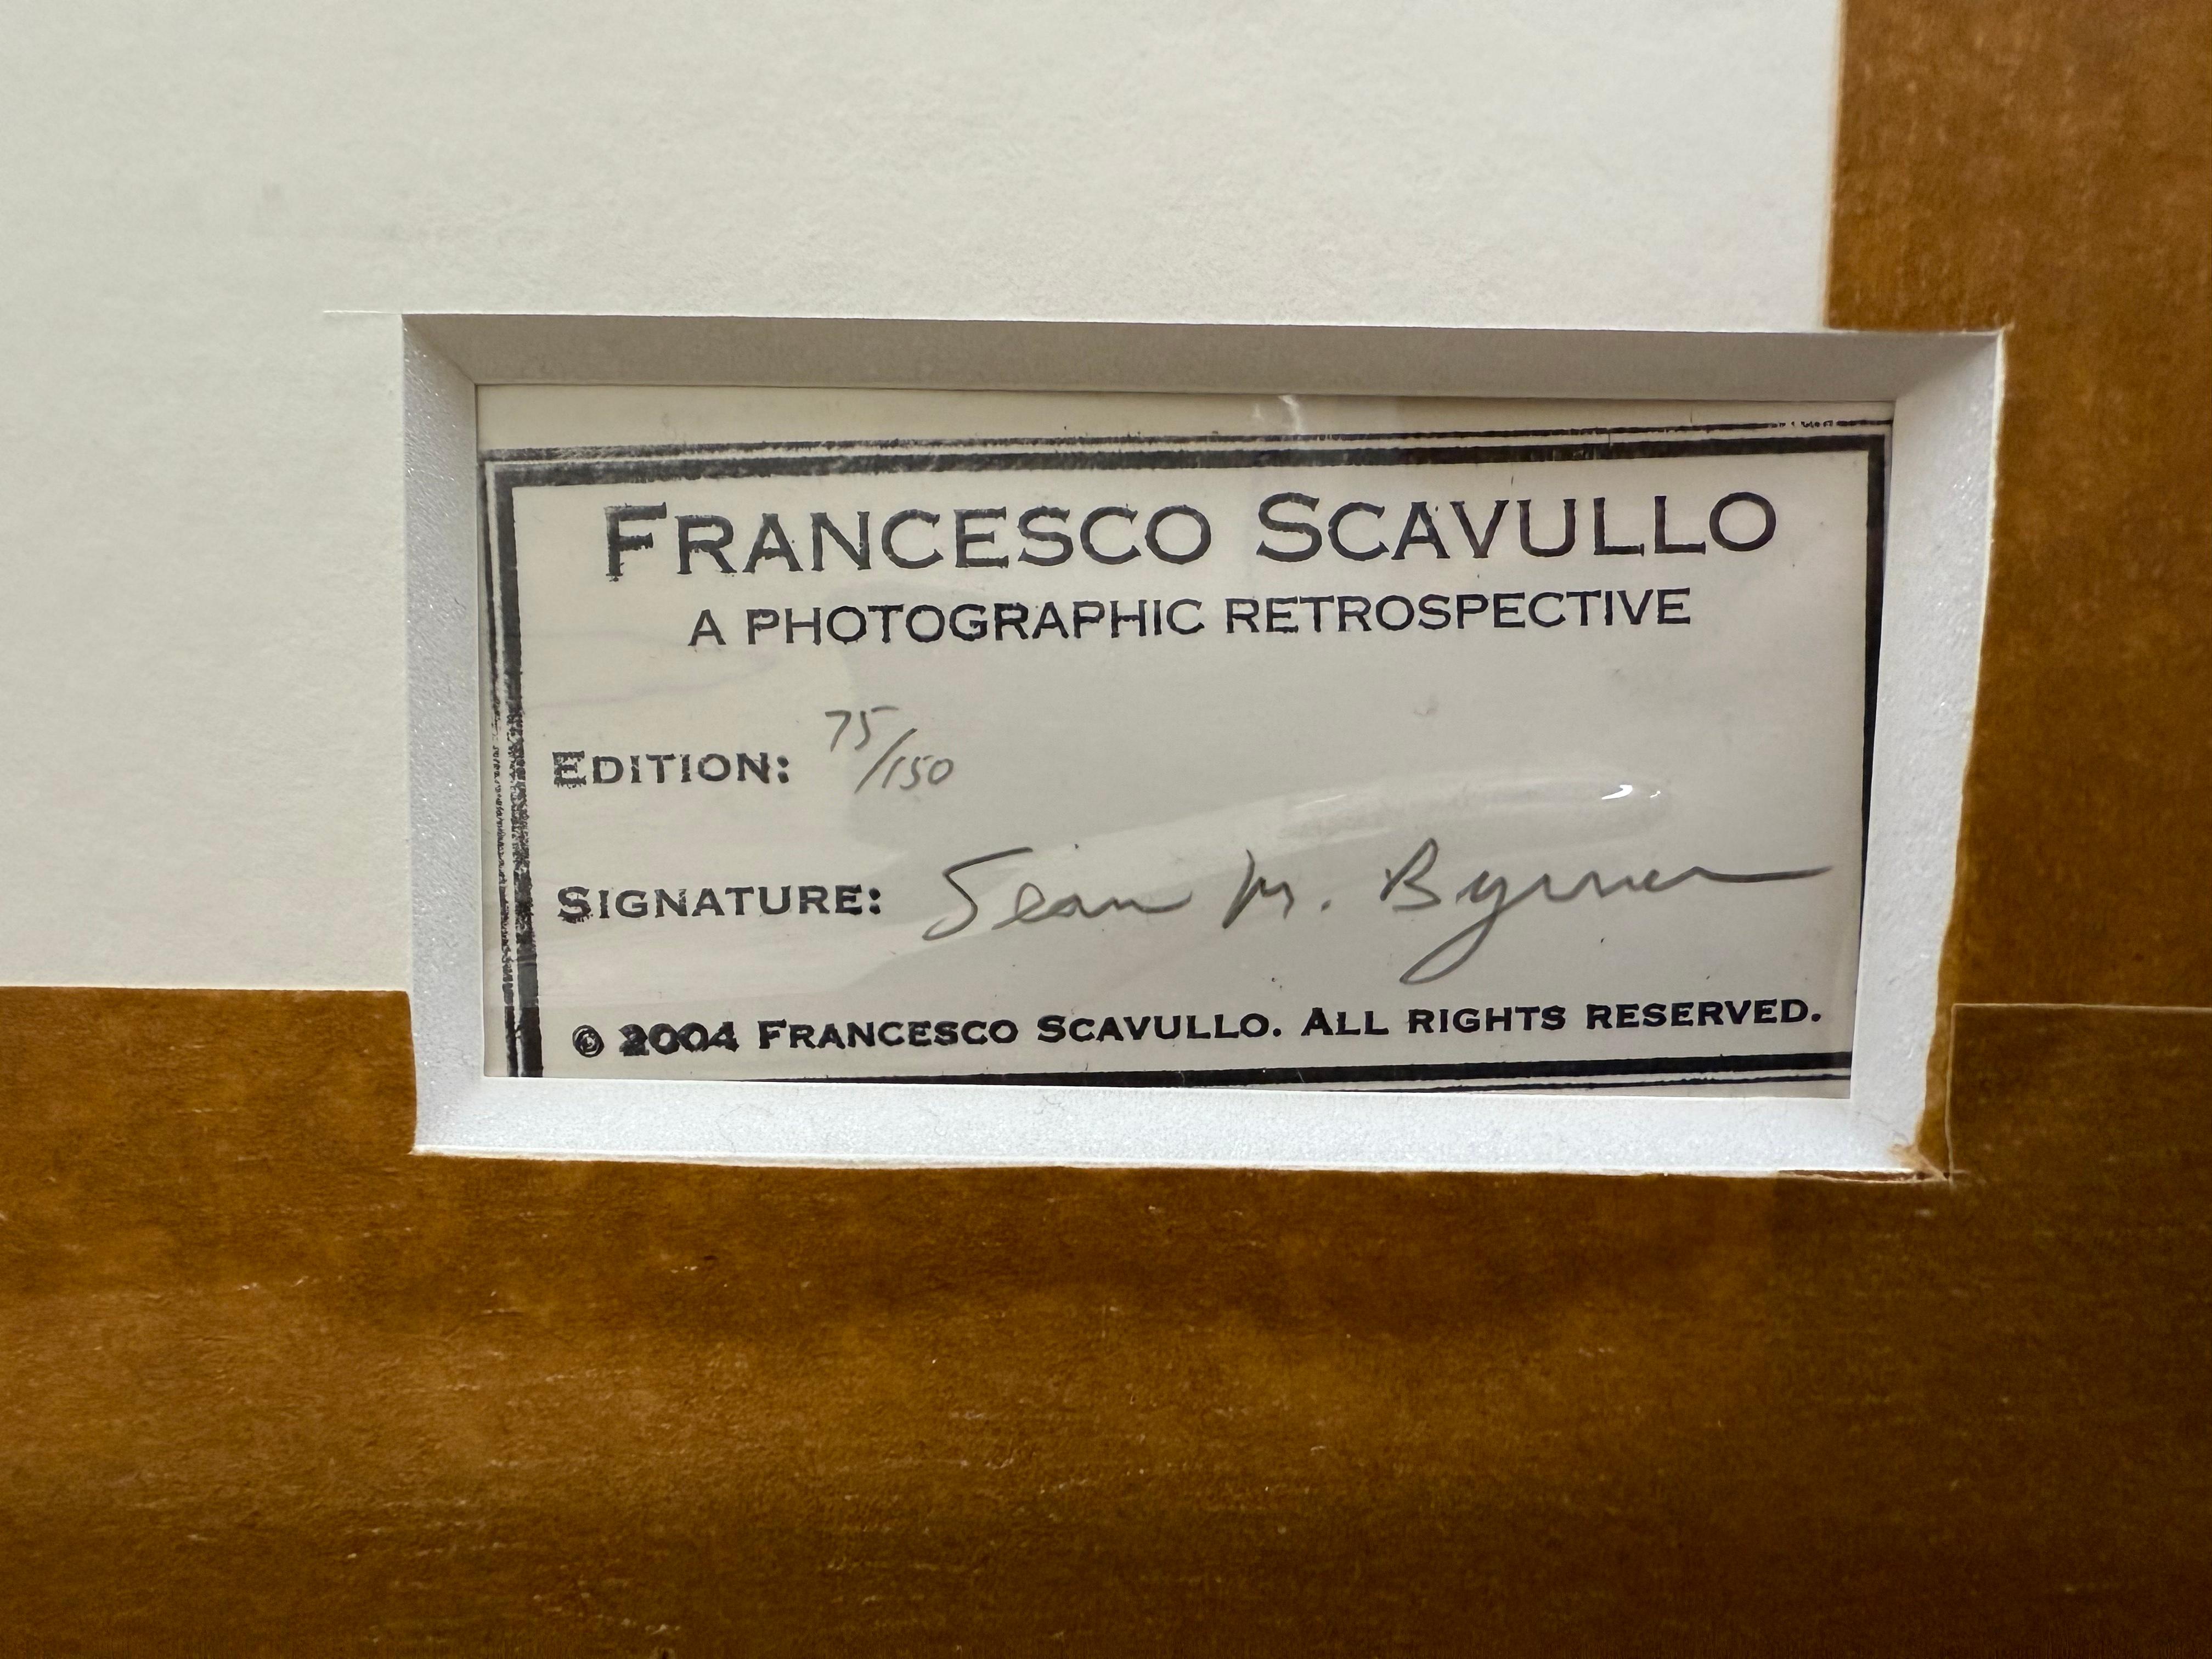 FRANCESCO SCAVULLO
A PHOTOGRAPHIC RETROSPECTIVE
EDITION: 75/150
SIGNATURE: Sean M. Byrnes
© 2004 FRANCESCO SCAVULLO. ALL RIGHTS RESERVED.